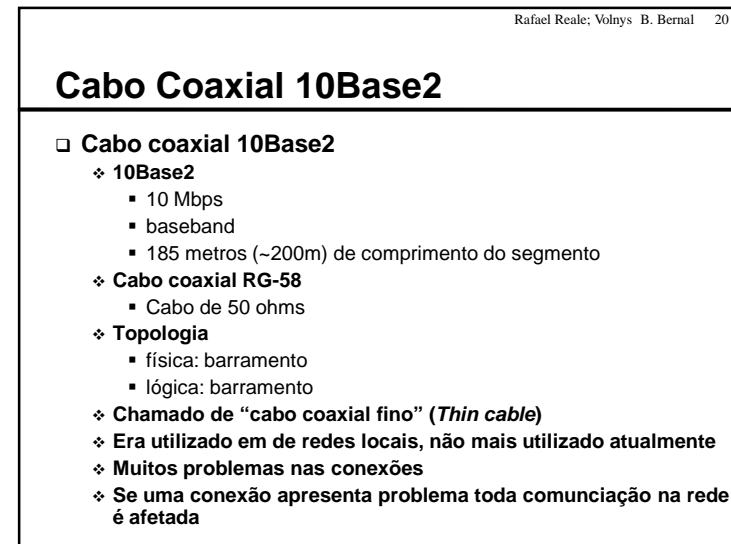 Rafael Reale; Volnys B. Bernal 20
Cabo Coaxial 10Base2
Cabo coaxial 10Base2
10Base2
10 Mbps
baseband
185 metros (~200m) de comprimento do segmento
Cabo coaxial RG-58
Cabo de 50 ohms
Topologia
física: barramento
lógica: barramento
Chamado de “cabo coaxial fino” (Thin cable)
Era utilizado em de redes locais, não mais utilizado atualmente
Muitos problemas nas conexões
Se uma conexão apresenta problema toda comunciação na rede
é afetada